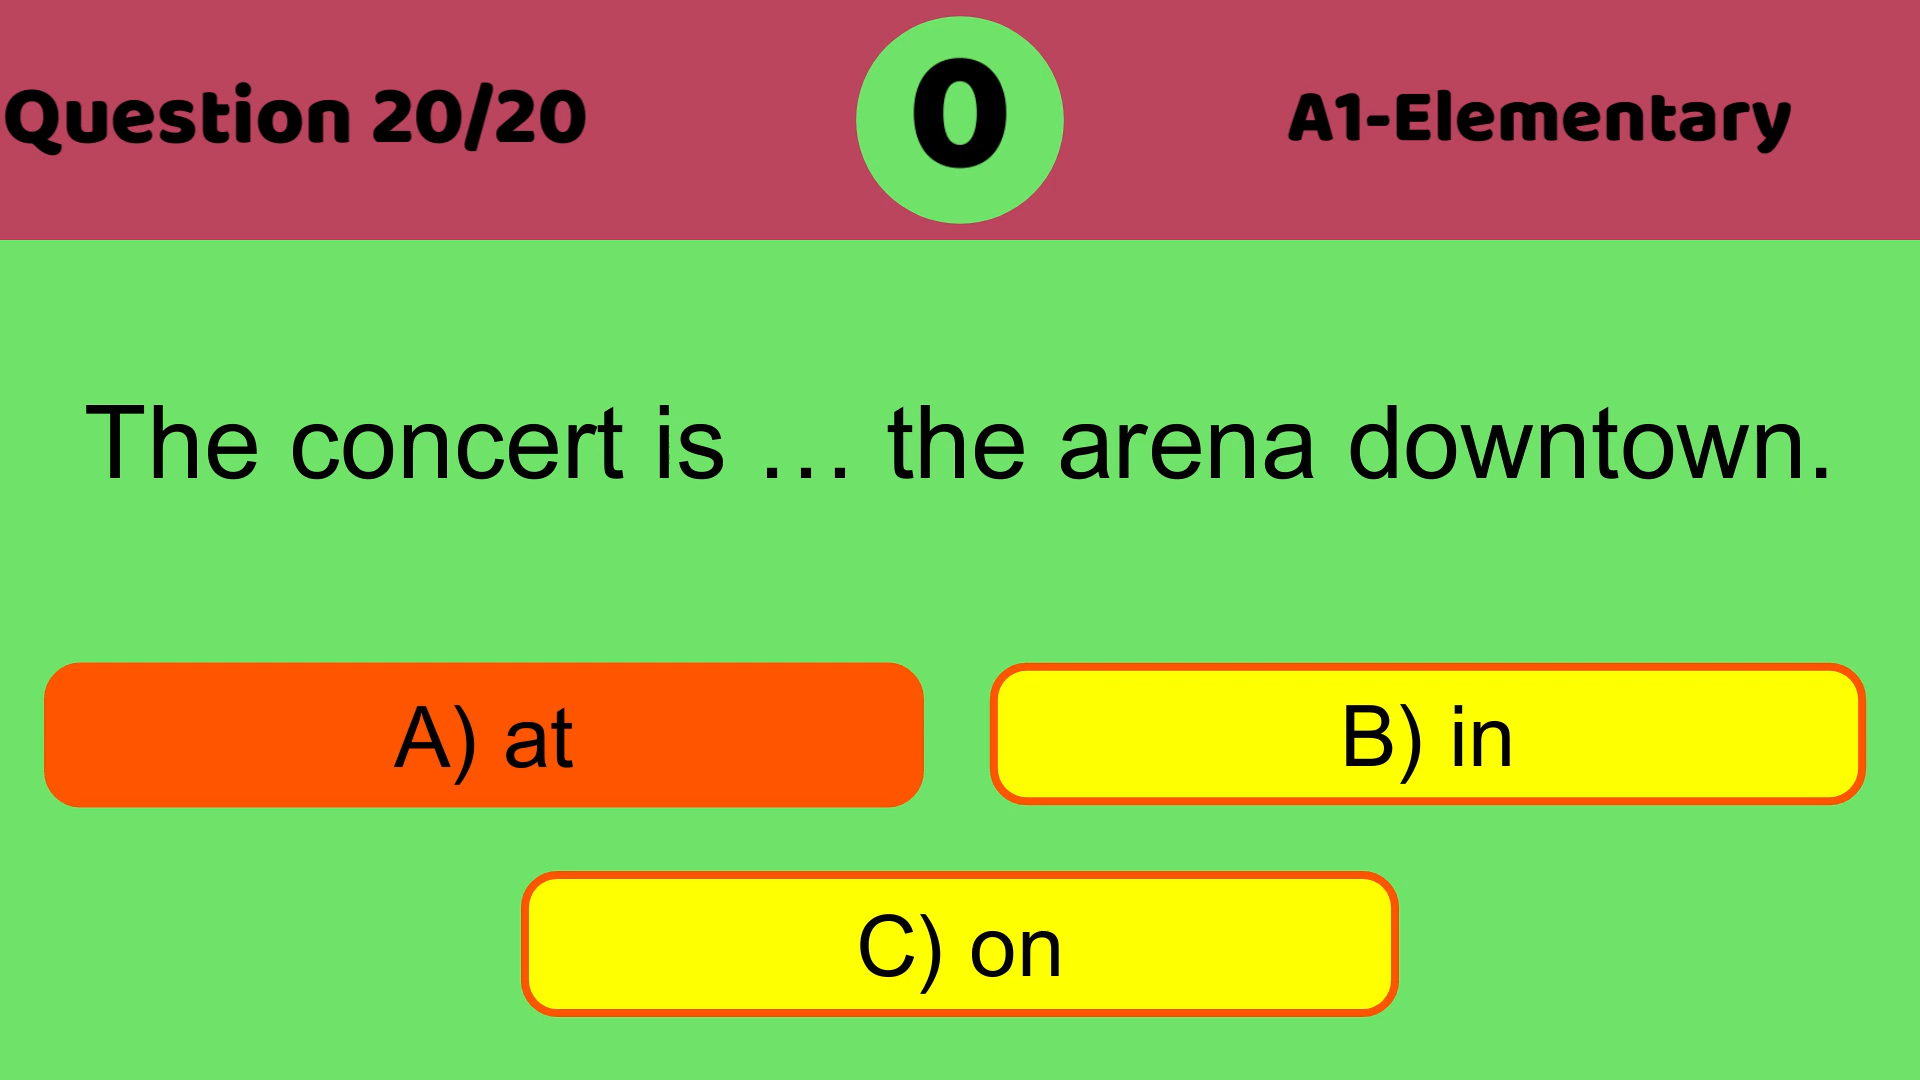 Question 20/20
0
A1-Elementary
The concert is … the arena downtown.
A) at
B) in
C) on